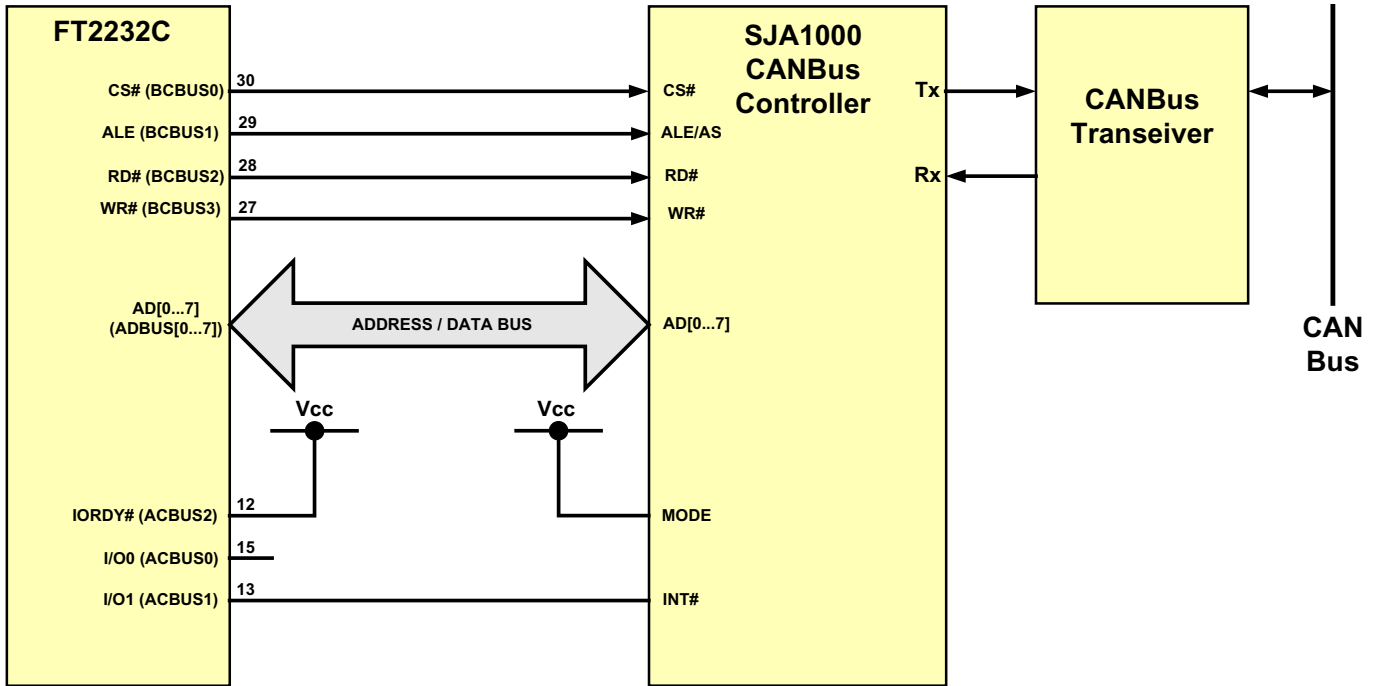 FT2232C
SJA1000
CANBus
Controller
CS# (BCBUS0)
30
CS#
Tx
CANBus
Transeiver
ALE (BCBUS1)
29
ALE/AS
RD# (BCBUS2)
28
RD#
Rx
WR# (BCBUS3)
27
WR#
AD[0...7]
(ADBUS[0...7])
ADDRESS / DATA BUS
AD[0...7]
CAN
Bus
Vcc
Vcc
IORDY# (ACBUS2)
12
MODE
I/O0 (ACBUS0)
15
I/O1 (ACBUS1)
13
INT#